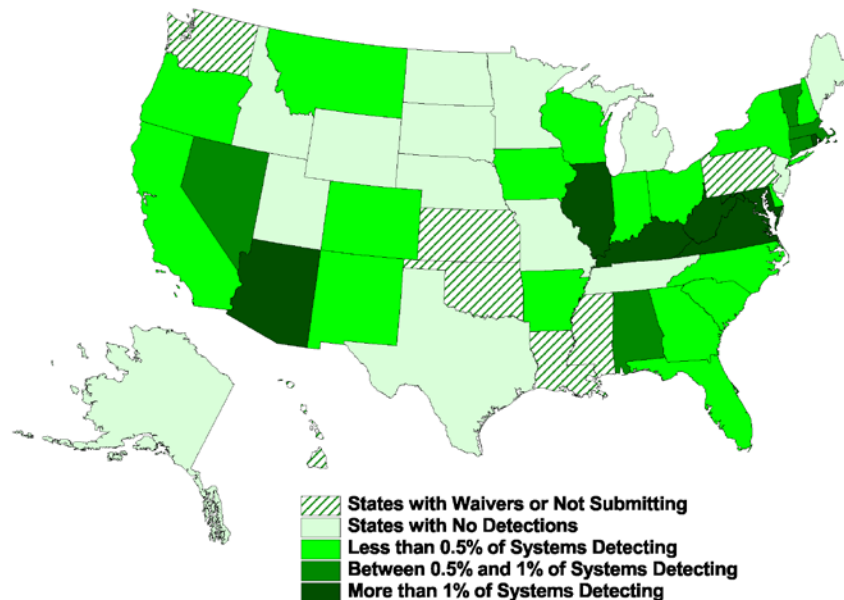 States with Waivers or Not Submitting
States with No Detections
Less than 0.5% of Systems Detecting
Between 0.5% and 1% of Systems Detecting
More than 1% of Systems Detecting